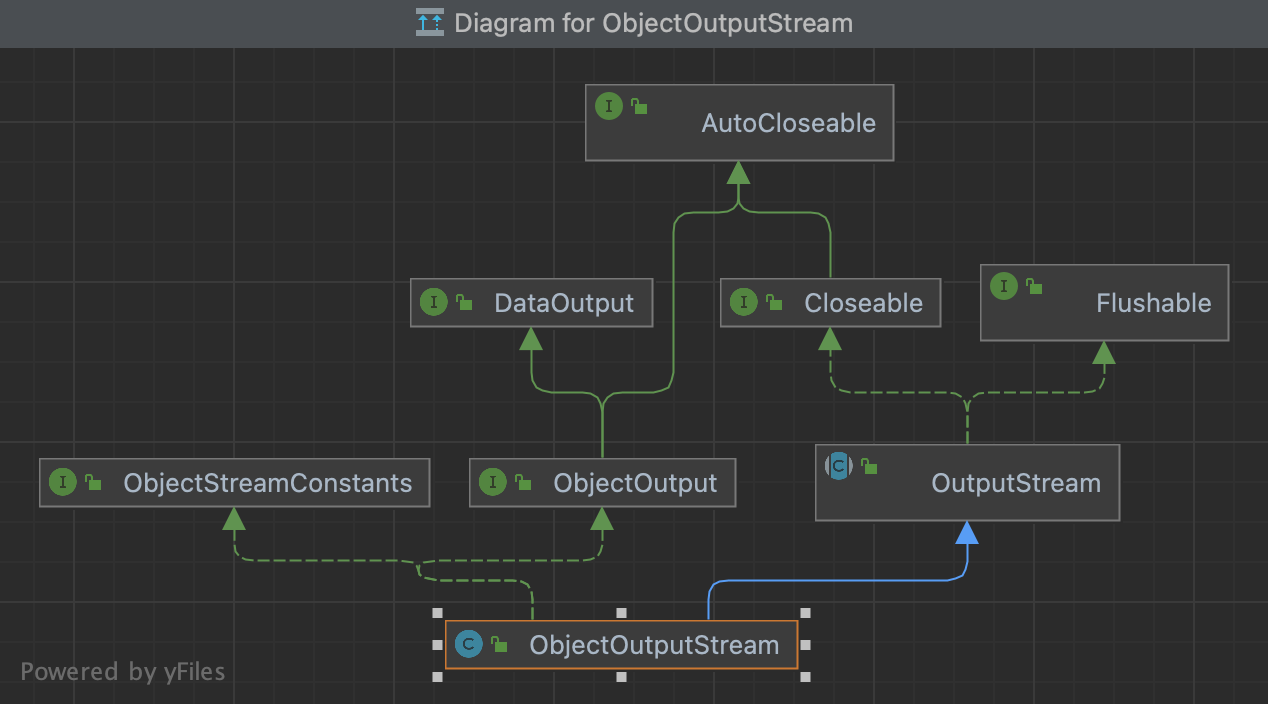 Diagram for ObjectOutputStream
I AutoCloseable
I DataOutput
I Closeable
I Flushable
I ObjectStreamConstants
I ObjectOutput
C OutputStream
C ObjectOutputStream
Powered by yFiles